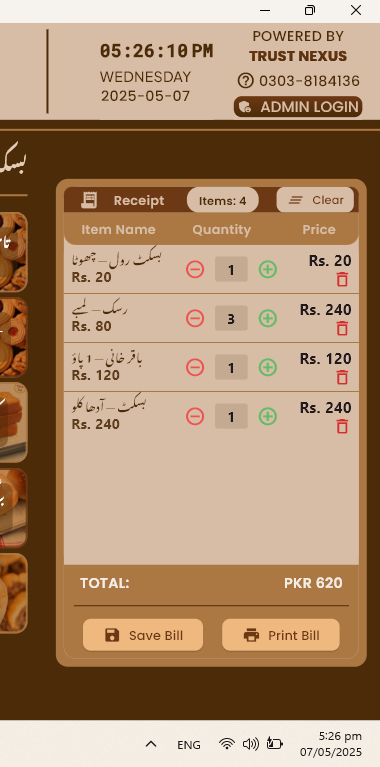 05:26:10 PM
WEDNESDAY
2025-05-07
POWERED BY
TRUST NEXUS
0303-8184136
ADMIN LOGIN
Receipt Items: 4 Clear
Item Name Quantity Price
بسکٹ رول – چھوٹا
Rs. 20 1 Rs. 20
رسک – لمبے
Rs. 80 3 Rs. 240
باقر خانی – 1 پاؤ
Rs. 120 1 Rs. 120
بسکٹ – آدھا کلو
Rs. 240 1 Rs. 240
TOTAL: PKR 620
Save Bill Print Bill
ENG 5:26 pm
07/05/2025